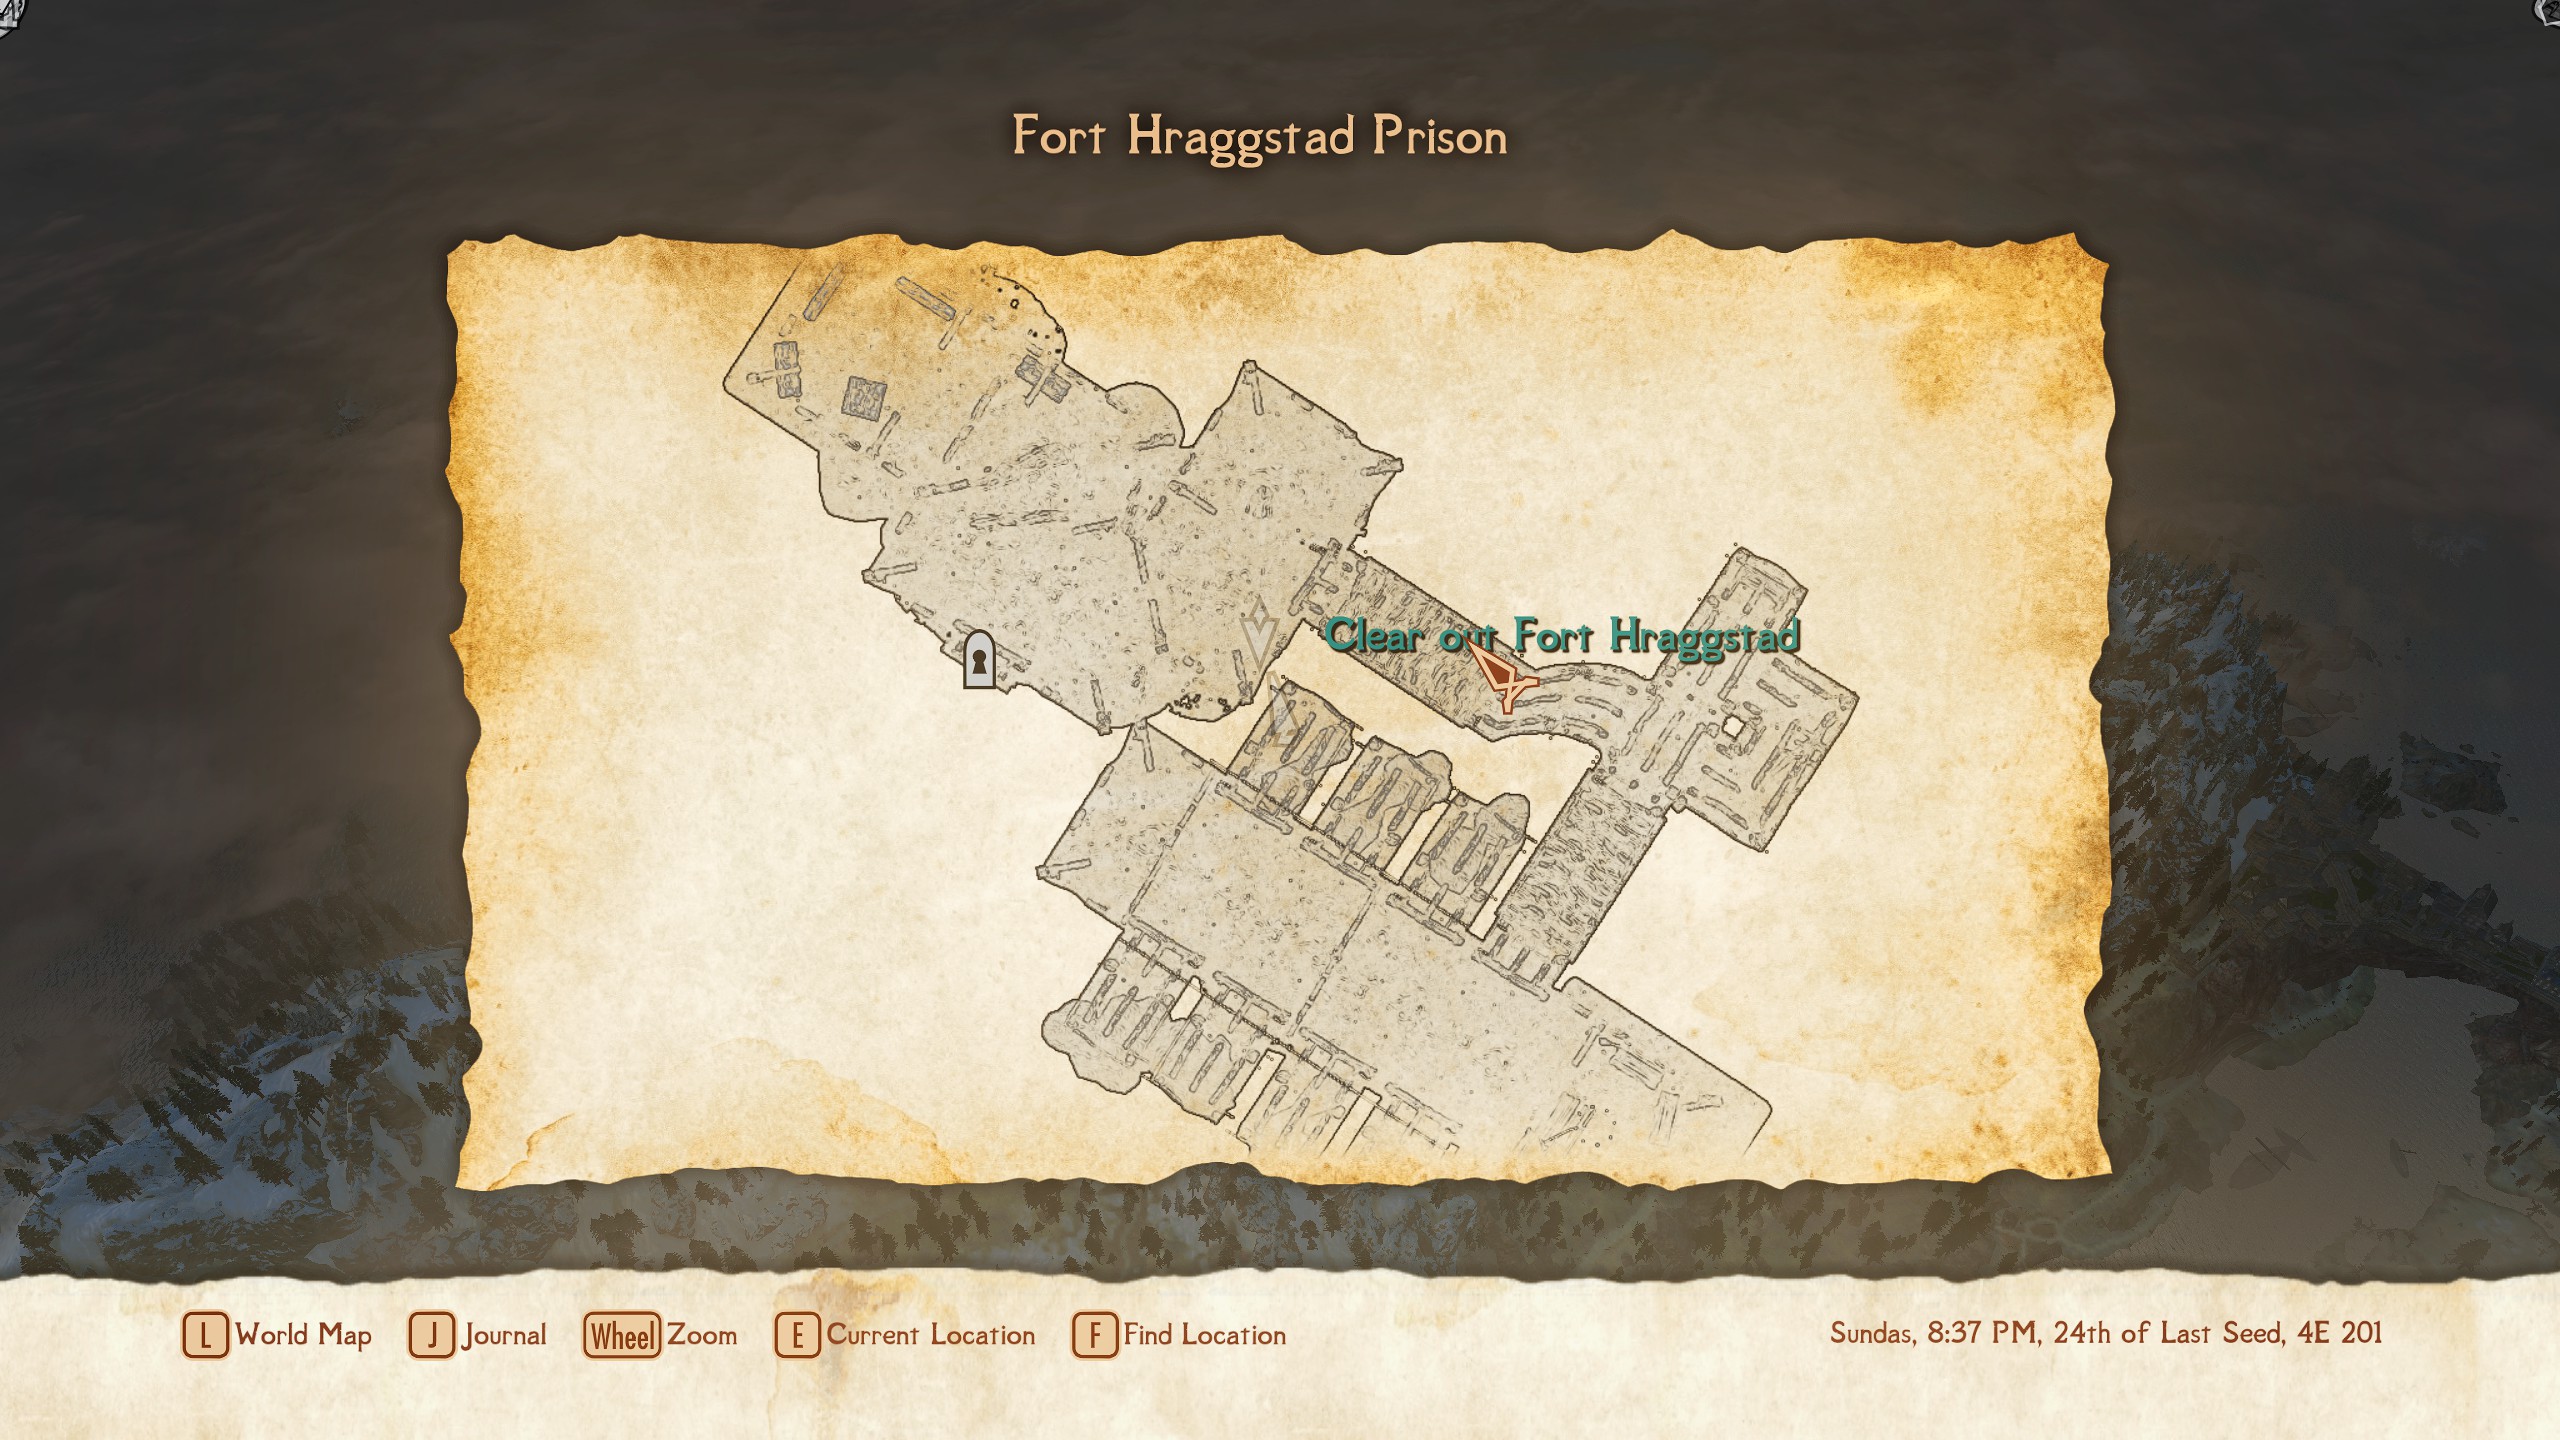 Fort Hraggstad Prison
Clear out Fort Hraggstad
L World Map J Journal Wheel Zoom E Current Location F Find Location
Sundas, 8:37 PM, 24th of Last Seed, 4E 201